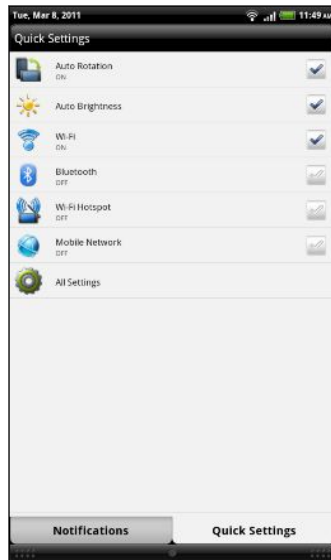 Tue, Mar 8, 2011 11:49 AM
Quick Settings
Auto Rotation
ON
Auto Brightness
Wi-Fi
ON
Bluetooth
OFF
Wi-Fi Hotspot
OFF
Mobile Network
OFF
All Settings
Notifications Quick Settings